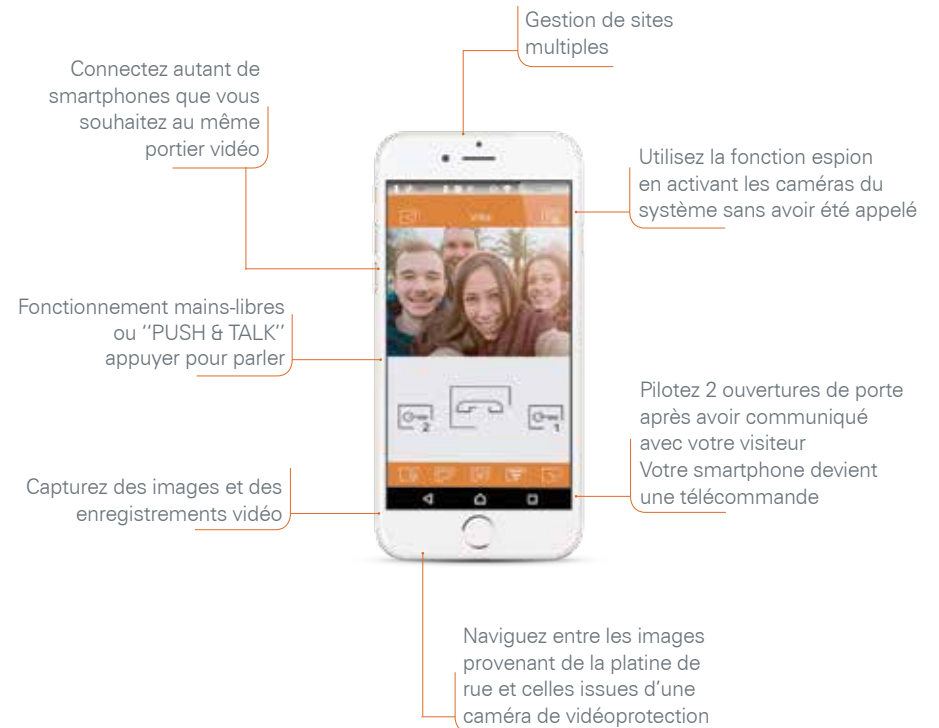 Gestion de sites
multiples
Connectez autant de
smartphones que vous
souhaitez au même
portier vidéo
Utilisez la fonction espion
en activant les caméras du
système sans avoir été appelé
Fonctionnement mains-libres
ou ‘‘PUSH & TALK’’
appuyer pour parler
2
1
Pilotez 2 ouvertures de porte
après avoir communiqué
avec votre visiteur
Votre smartphone devient
une télécommande
Capturez des images et des
enregistrements vidéo
Naviguez entre les images
provenant de la platine de
rue et celles issues d’une
caméra de vidéoprotection